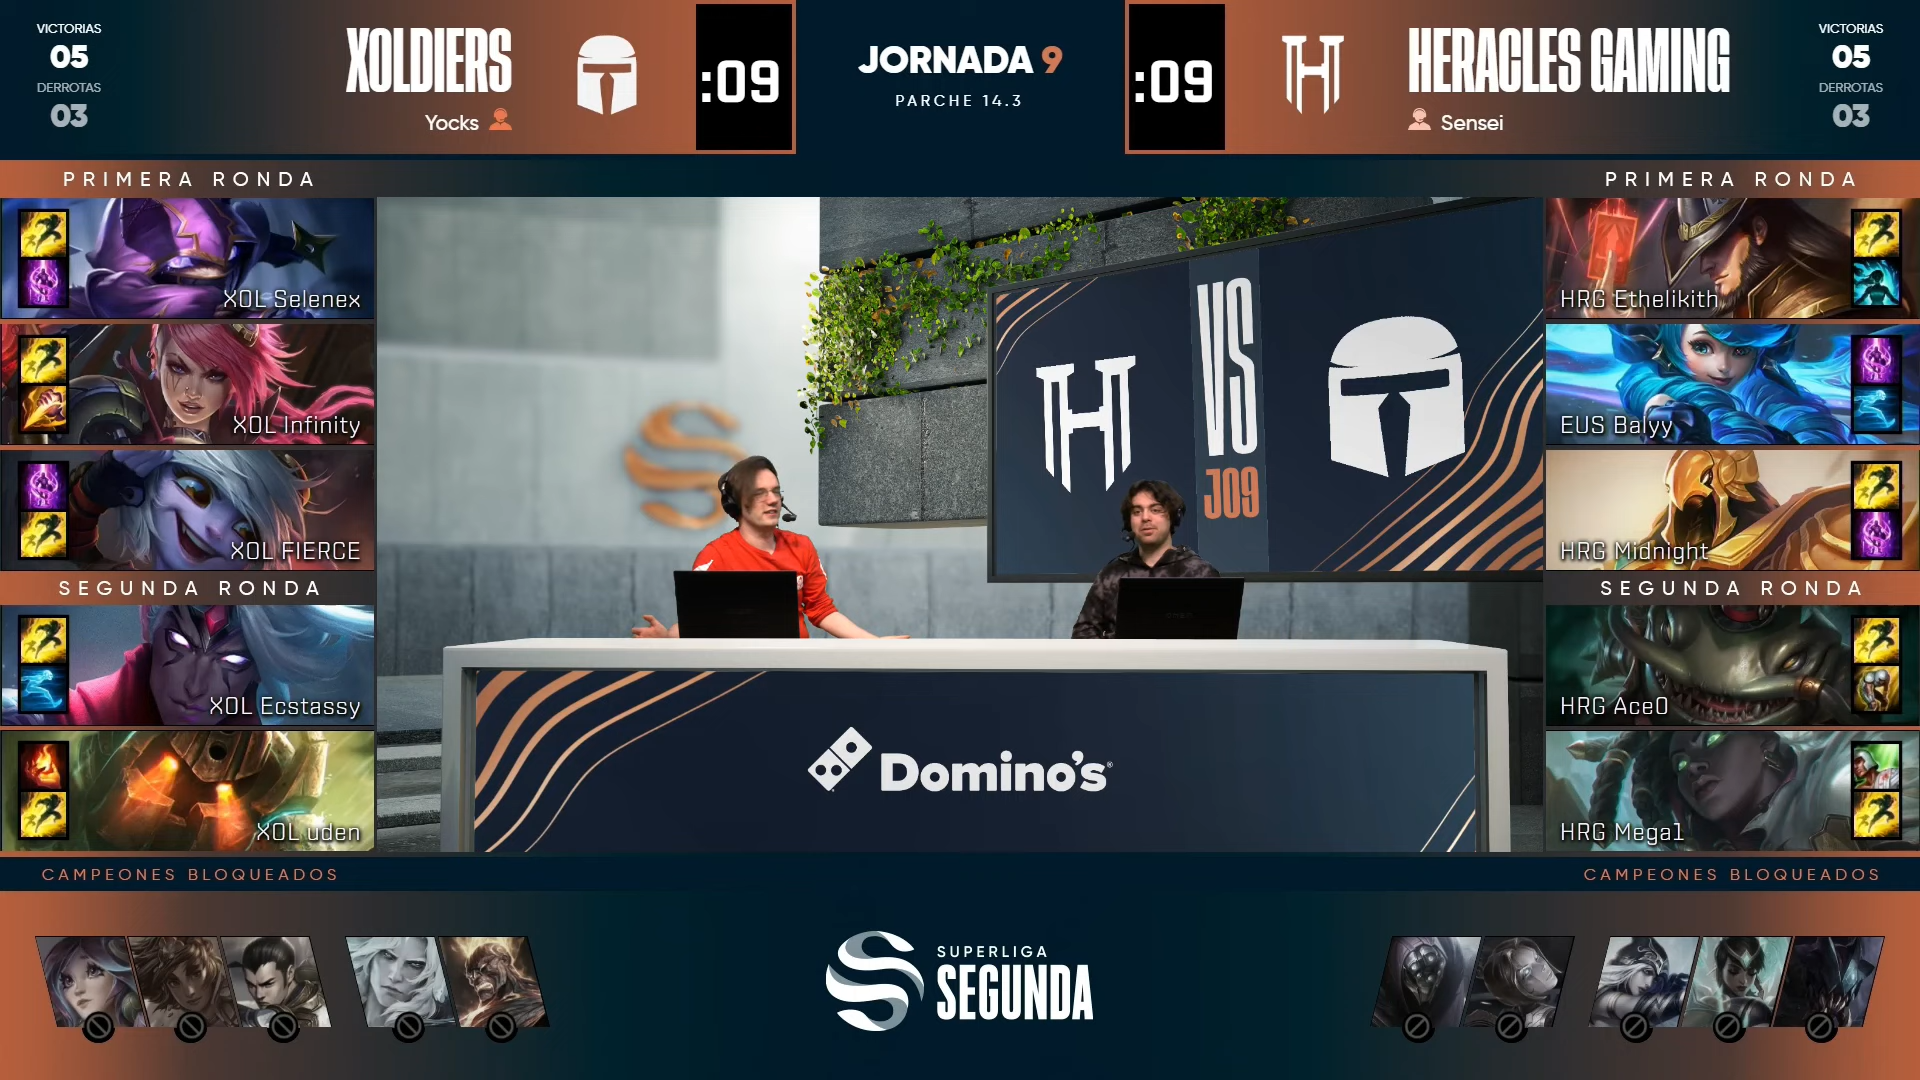 VICTORIAS
05
DERROTAS
03
XOLDIERS
Yocks
:09
JORNADA 9
PARCHE 14.3
:09
HERACLES GAMING
Sensei
VICTORIAS
05
DERROTAS
03
PRIMERA RONDA
XOL Selenex
XOL Infinity
XOL FIERCE
SEGUNDA RONDA
XOL Ecstassy
XOL uden
CAMPEONES BLOQUEADOS
VS
J09
Domino's
PRIMERA RONDA
HRG Ethelikith
EUS Balyy
HRG Midnight
SEGUNDA RONDA
HRG Ace0
HRG Mega1
CAMPEONES BLOQUEADOS
SUPERLIGA
SEGUNDA